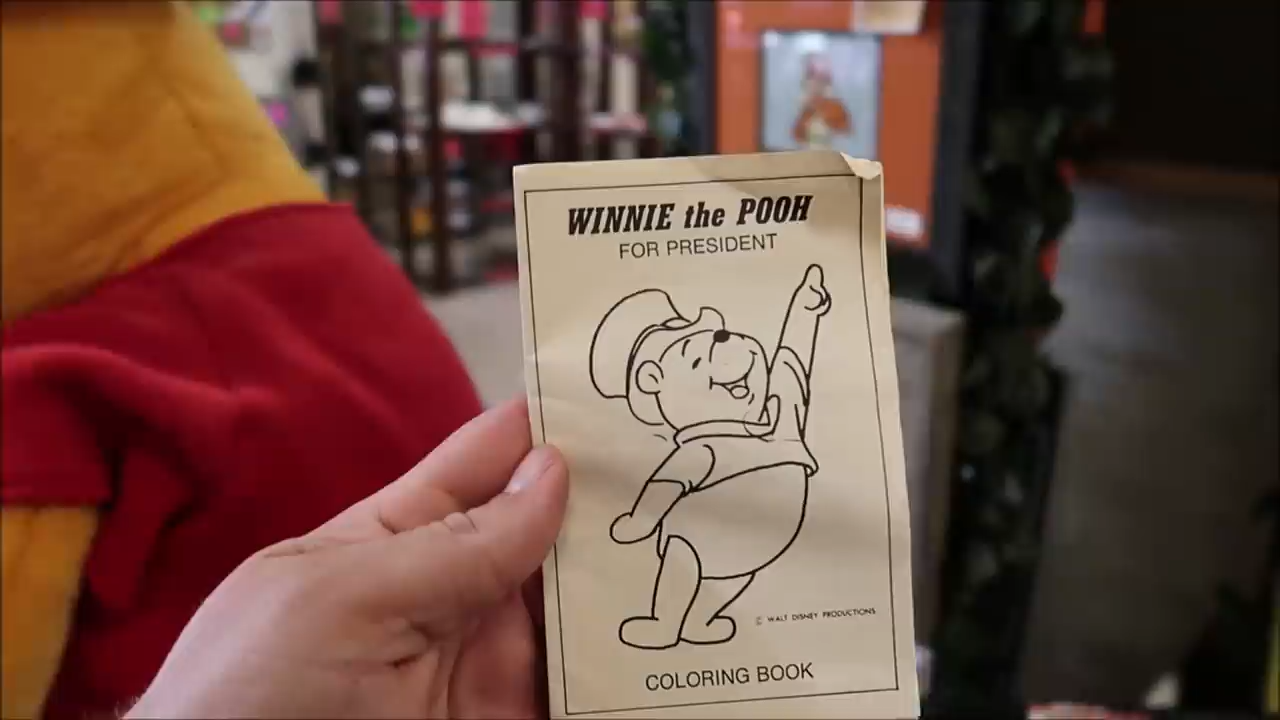 WINNIE the POOH
FOR PRESIDENT
© WALT DISNEY PRODUCTIONS
COLORING BOOK